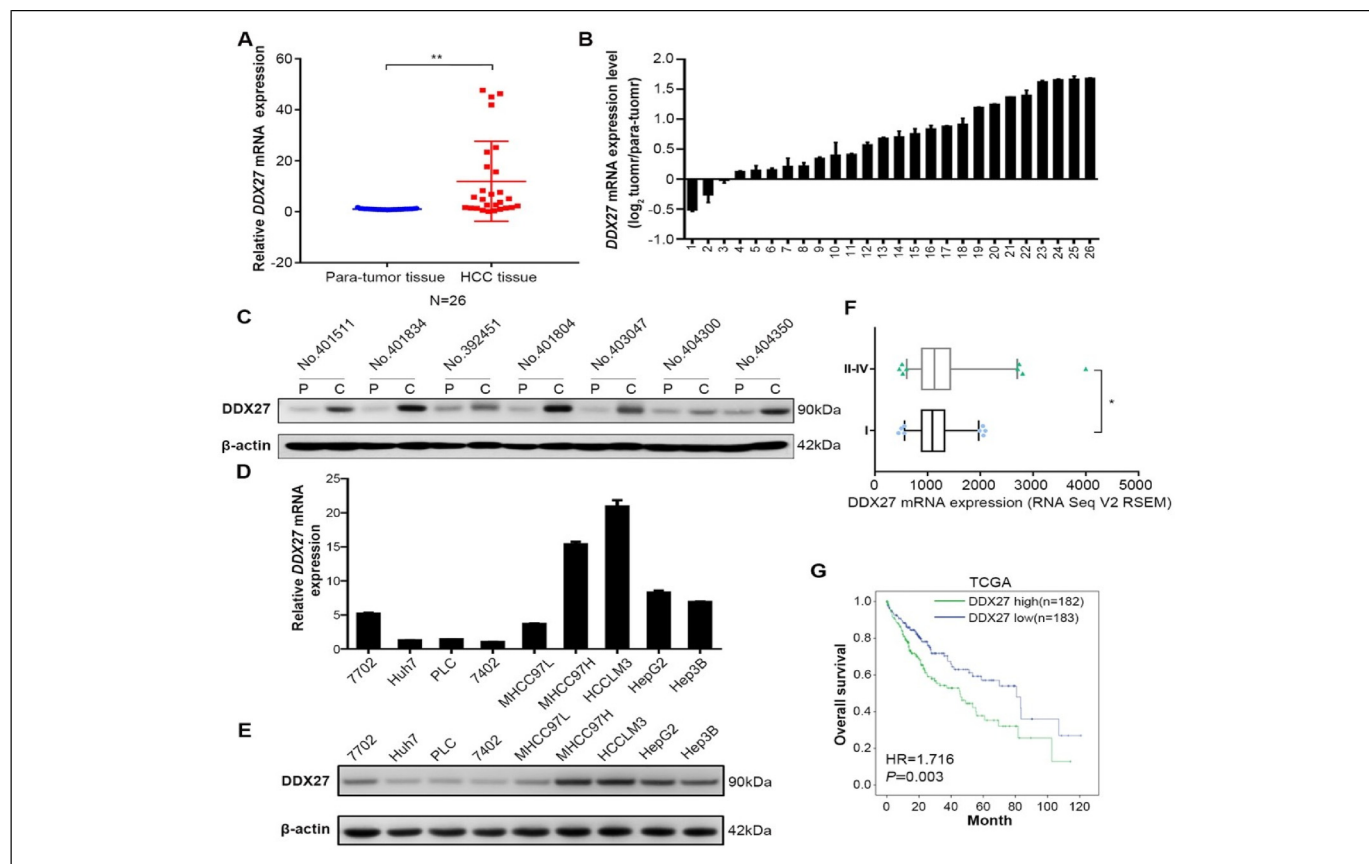 A
Relative DDX27 mRNA expression
60
40
20
0
-20
**
Para-tumor tissue
HCC tissue
N=26
B
DDX27 mRNA expression level
(log2 tuomr/para-tuomr)
2.0
1.5
1.0
0.5
0
-0.5
-1.0
1 2 3 4 5 6 7 8 9 10 11 12 13 14 15 16 17 18 19 20 21 22 23 24 25 26
C
No.401511 No.401834 No.392451 No.401804 No.403047 No.404300 No.404350
P C P C P C P C P C P C P C
DDX27 90kDa
β-actin 42kDa
D
Relative DDX27 mRNA
expression
25
20
15
10
5
0
7702 Huh7 PLC 7402 MHCC97L MHCC97H HCCLM3 HepG2 Hep3B
E
7702 Huh7 PLC 7402 MHCC97L MHCC97H HCCLM3 HepG2 Hep3B
DDX27 90kDa
β-actin 42kDa
F
II-IV
I
*
0 1000 2000 3000 4000 5000
DDX27 mRNA expression (RNA Seq V2 RSEM)
G
TCGA
DDX27 high(n=182)
DDX27 low(n=183)
Overall survival
1.0
0.8
0.6
0.4
0.2
0.0
HR=1.716
P=0.003
0 20 40 60 80 100 120
Month